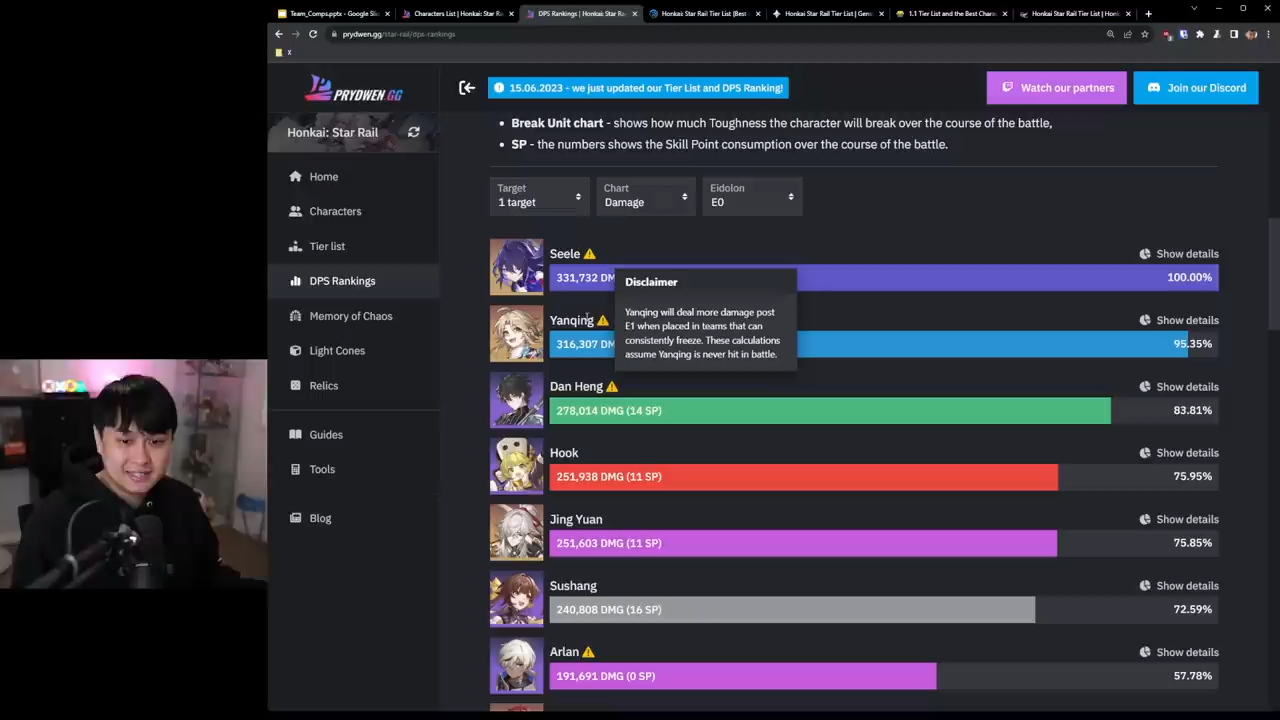 Team_Comps.pptx - Google Sli
Characters List | Honkai: Star R
DPS Rankings | Honkai: Star Ra
Honkai: Star Rail Tier List (Best
Honkai Star Rail Tier List | Gen
1.1 Tier List and the Best Char
Honkai Star Rail Tier List | Honk
prydwen.gg/star-rail/dps-rankings
x
PRYDWEN.GG
15.06.2023 - we just updated our Tier List and DPS Ranking!
Watch our partners
Join our Discord
Honkai: Star Rail
Home
Characters
Tier list
DPS Rankings
Memory of Chaos
Light Cones
Relics
Guides
Tools
Blog
Break Unit chart - shows how much Toughness the character will break over the course of the battle,
SP - the numbers shows the Skill Point consumption over the course of the battle.
Target
1 target
Chart
Damage
Eidolon
E0
Seele
Show details
331,732 DM
100.00%
Disclaimer
Yanqing will deal more damage post
E1 when placed in teams that can
consistently freeze. These calculations
assume Yanqing is never hit in battle.
Yanqing
Show details
316,307 DM
95.35%
Dan Heng
Show details
278,014 DMG (14 SP)
83.81%
Hook
Show details
251,938 DMG (11 SP)
75.95%
Jing Yuan
Show details
251,603 DMG (11 SP)
75.85%
Sushang
Show details
240,808 DMG (16 SP)
72.59%
Arlan
Show details
191,691 DMG (0 SP)
57.78%